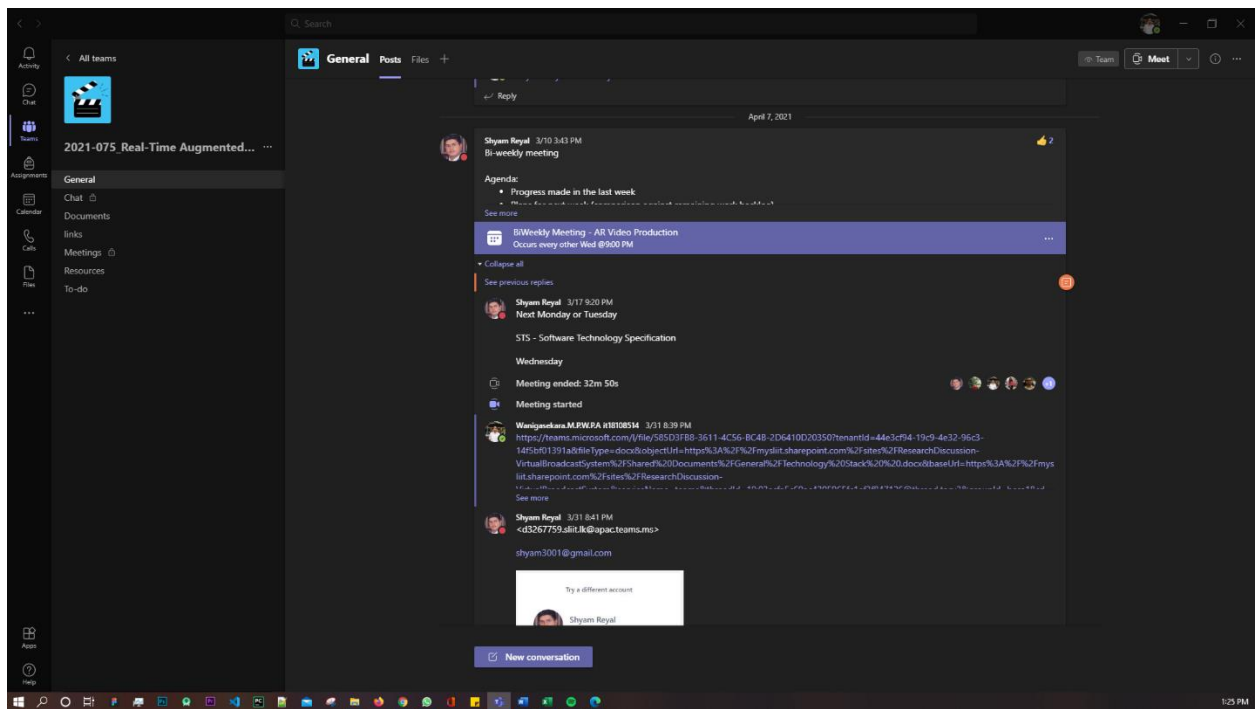 Search
Activity
Chat
Teams
Assignments
Calendar
Calls
Files
Apps
Help
All teams
2021-075_Real-Time Augmented...
General
Chat
Documents
links
Meetings
Resources
To-do
General Posts Files
Team
Meet
Reply
April 7, 2021
Shyam Reyal 3/10 3:43 PM
2
Bi-weekly meeting
Agenda:
Progress made in the last week
See more
BiWeekly Meeting - AR Video Production
Occurs every other Wed @9:00 PM
Collapse all
See previous replies
Shyam Reyal 3/17 9:20 PM
Next Monday or Tuesday
STS - Software Technology Specification
Wednesday
Meeting ended: 32m 50s
Meeting started
Wanigasekara.M.P.W.P.A it18108514 3/31 8:39 PM
https://teams.microsoft.com/l/file/585D3FB8-3611-4C56-BC4B-2D6410D20350?tenantId=44e3cf94-19c9-4e32-96c3-
14f5bf01391a&fileType=docx&objectUrl=https%3A%2F%2Fmysliit.sharepoint.com%2Fsites%2FResearchDiscussion-
VirtualBroadcastSystem%2FShared%20Documents%2FGeneral%2FTechnology%20Stack%20%20.docx&baseUrl=https%3A%2F%2Fmys
liit.sharepoint.com%2Fsites%2FResearchDiscussion-
See more
Shyam Reyal 3/31 8:41 PM
<d3267759.sliit.lk@apac.teams.ms>
shyam3001@gmail.com
Try a different account
Shyam Reyal
New conversation
1:25 PM